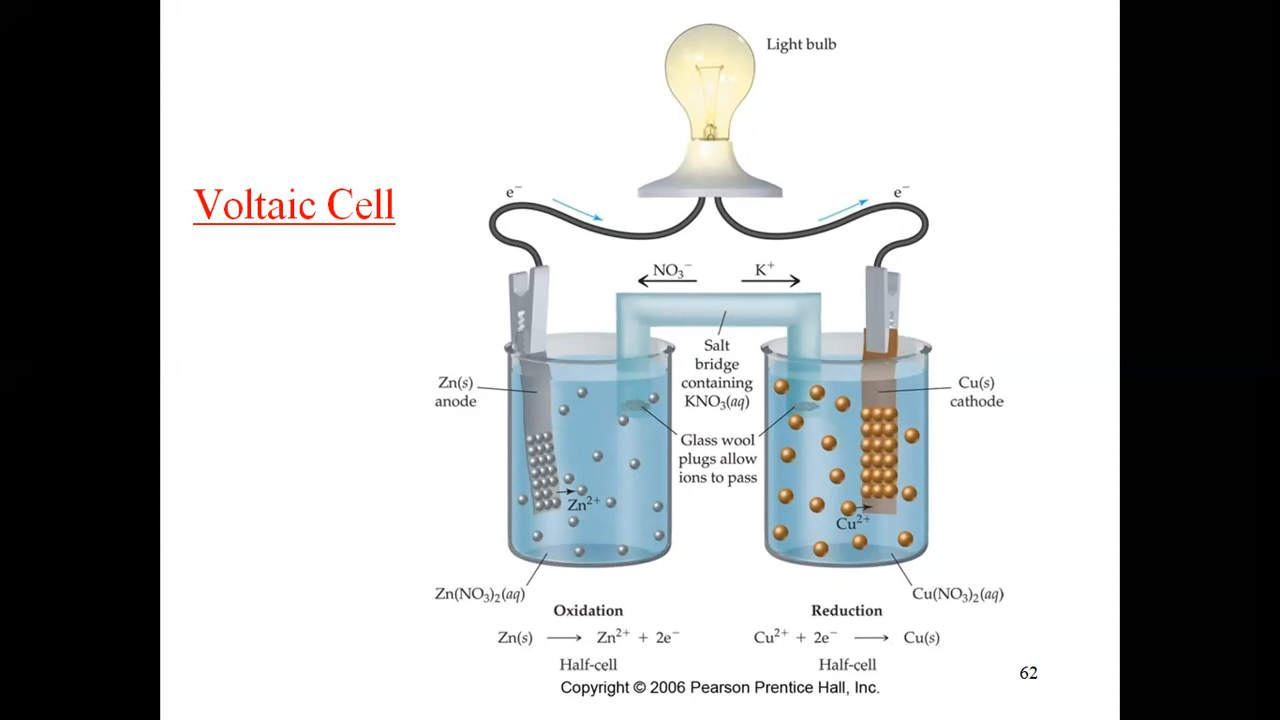 Light bulb
Voltaic Cell
e⁻
e⁻
NO₃⁻
K⁺
Salt
bridge
containing
KNO₃(aq)
Zn(s)
anode
Cu(s)
cathode
Glass wool
plugs allow
ions to pass
Zn²⁺
Cu²⁺
Zn(NO₃)₂(aq)
Cu(NO₃)₂(aq)
Oxidation
Zn(s) ⟶ Zn²⁺ + 2e⁻
Half-cell
Reduction
Cu²⁺ + 2e⁻ ⟶ Cu(s)
Half-cell
Copyright © 2006 Pearson Prentice Hall, Inc.
62